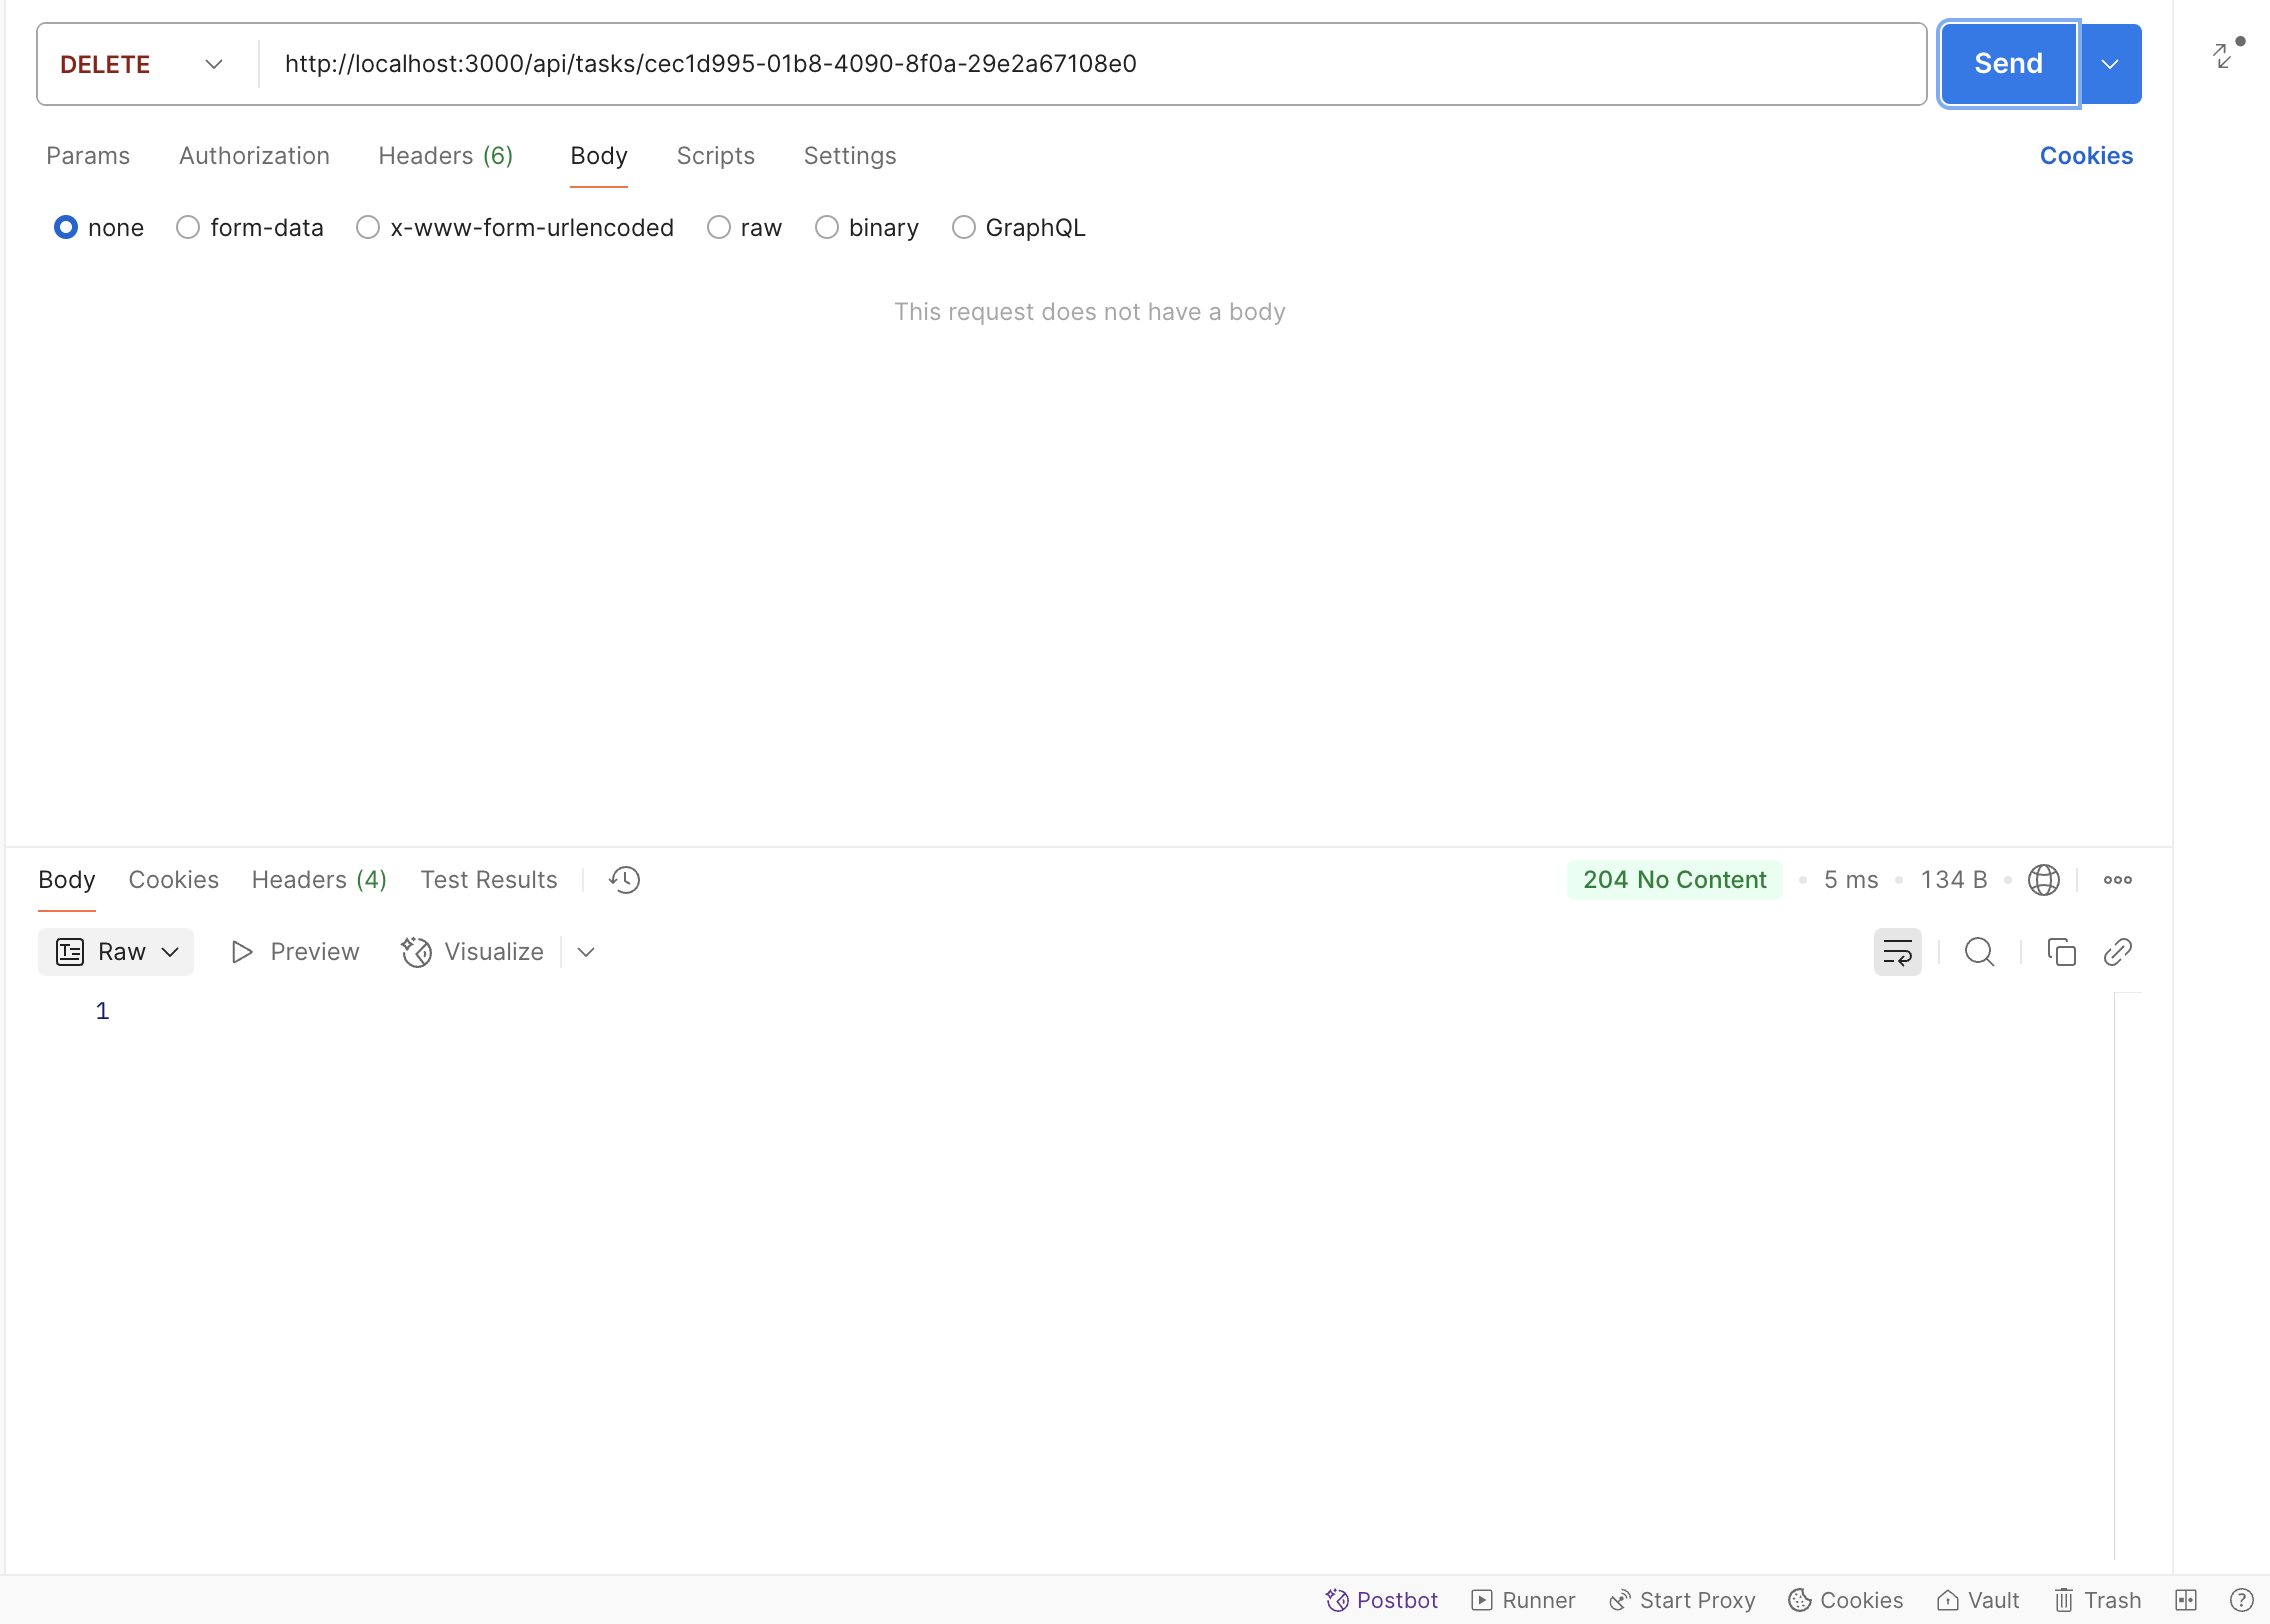 DELETE http://localhost:3000/api/tasks/cec1d995-01b8-4090-8f0a-29e2a67108e0 Send
Params Authorization Headers (6) Body Scripts Settings Cookies
none form-data x-www-form-urlencoded raw binary GraphQL
This request does not have a body
Body Cookies Headers (4) Test Results 204 No Content 5 ms 134 B
Raw Preview Visualize
1
Postbot Runner Start Proxy Cookies Vault Trash